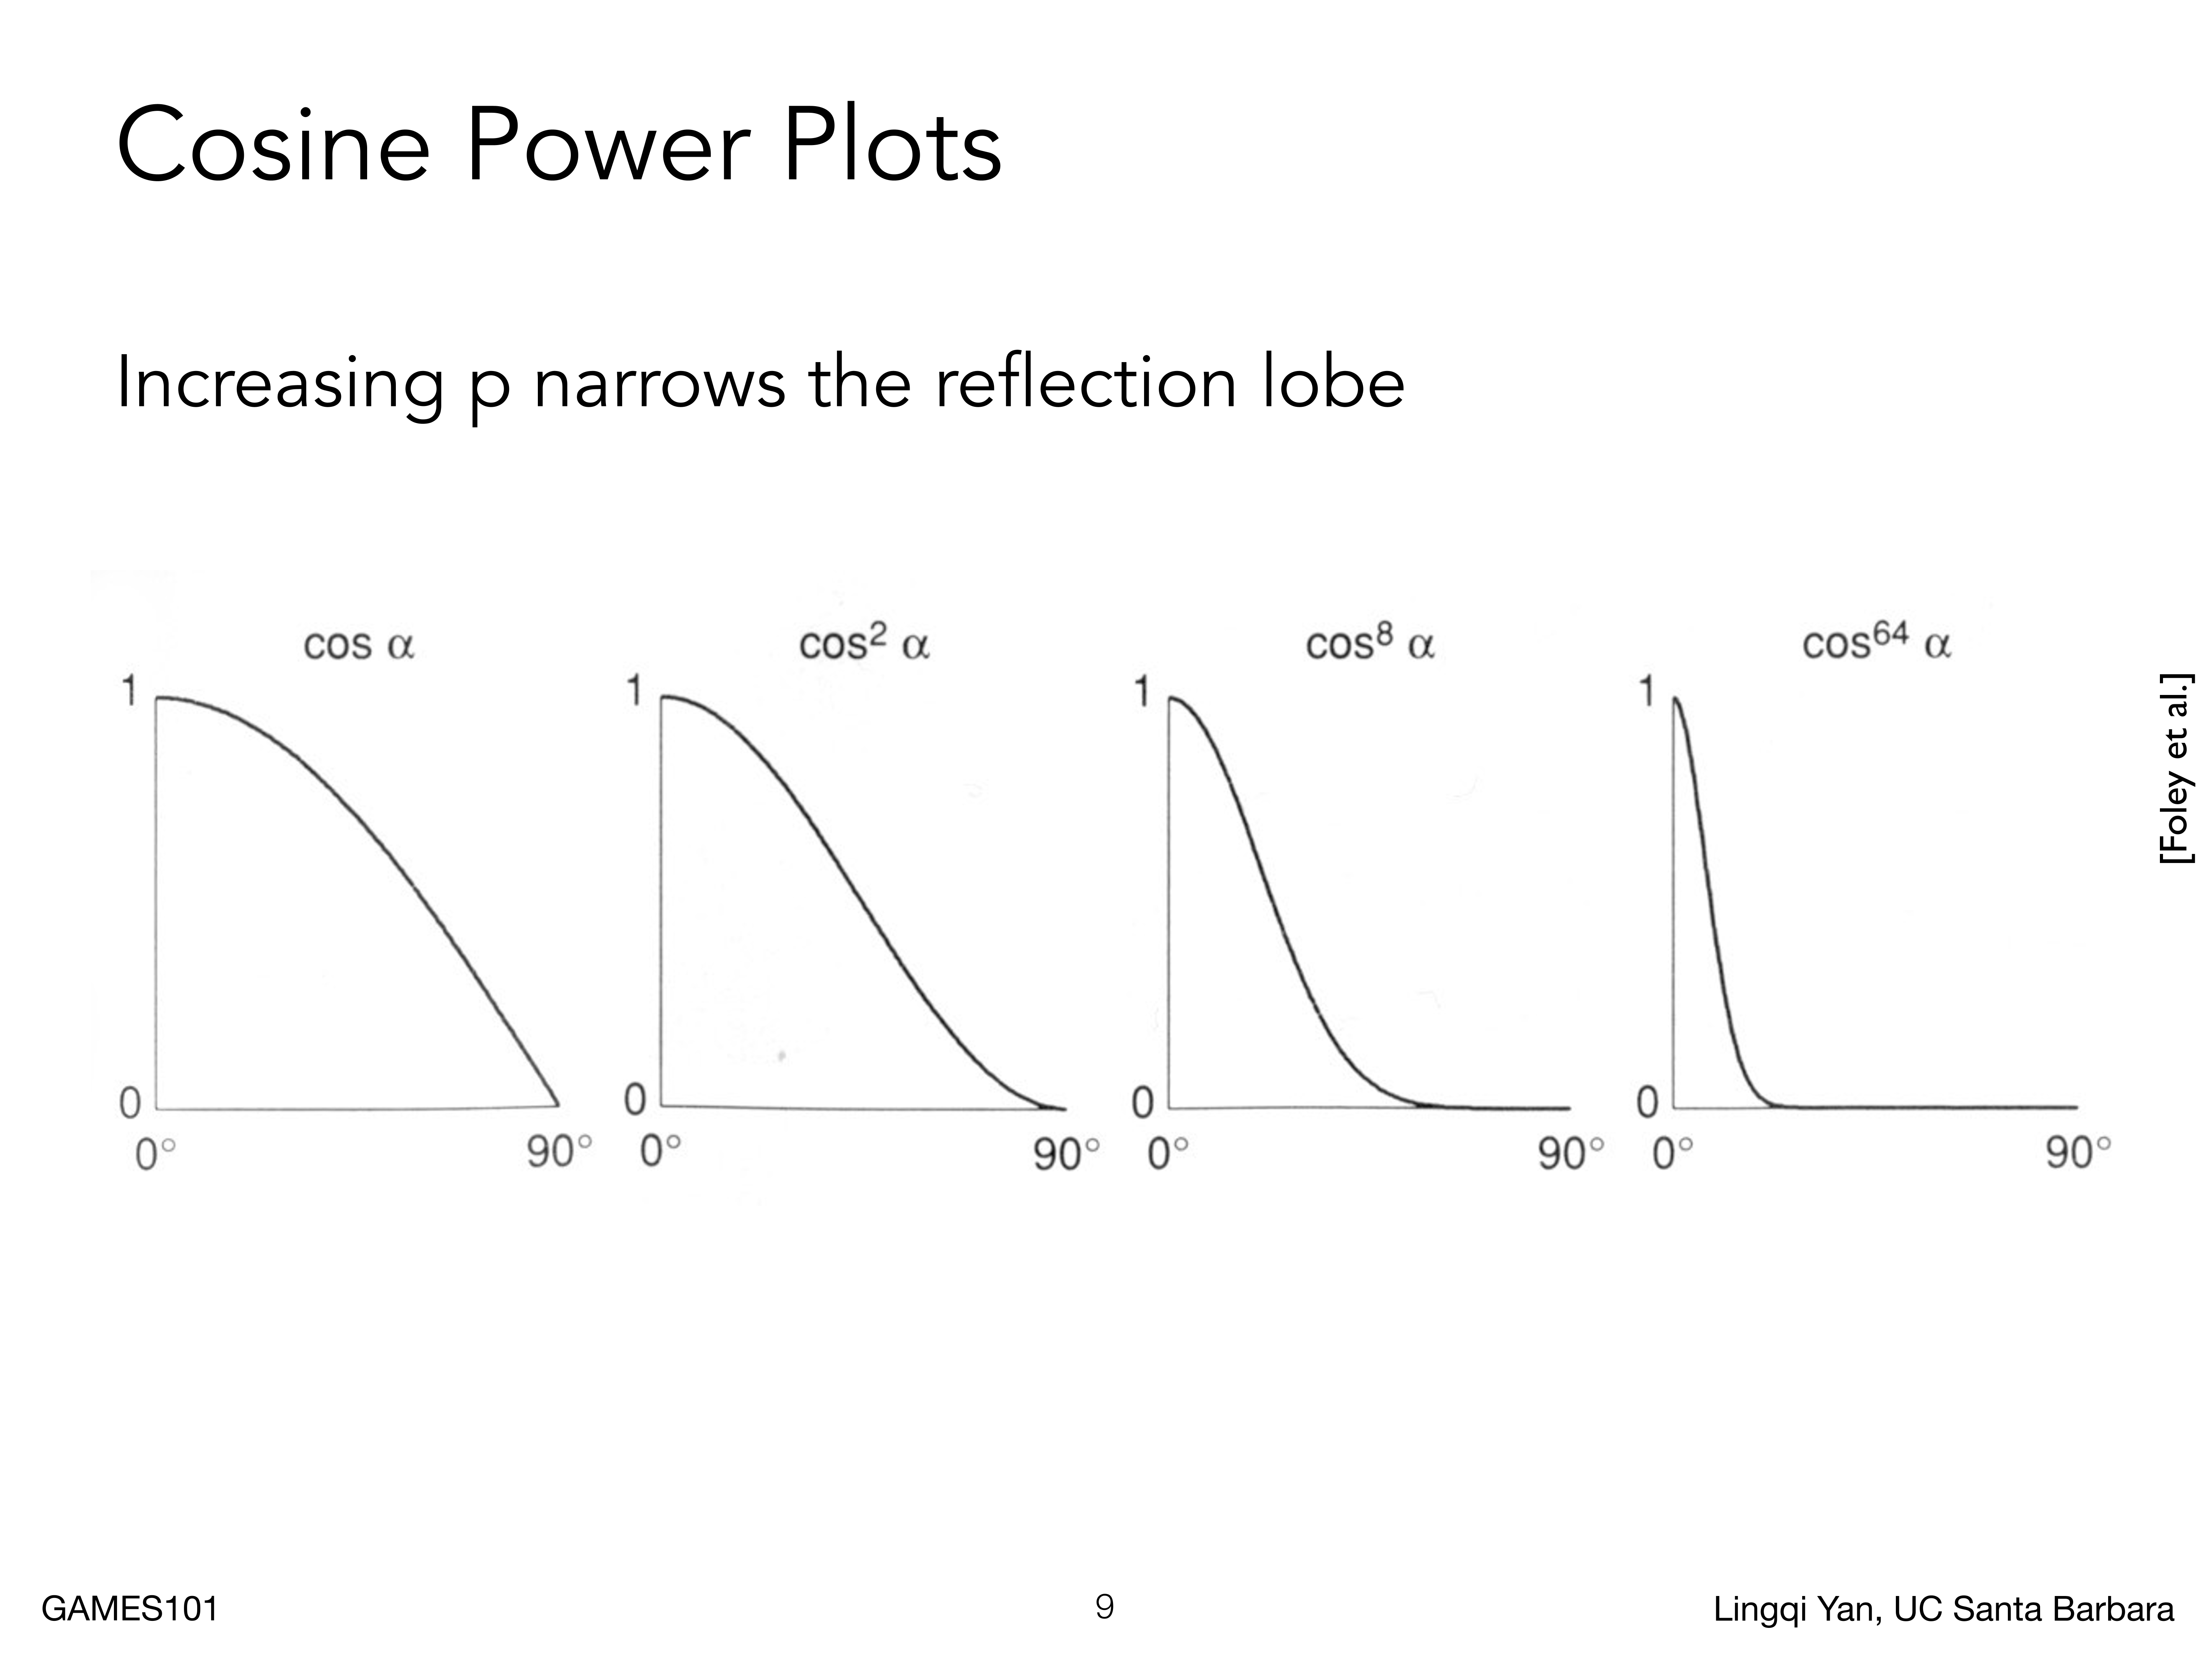 Cosine Power Plots
Increasing p narrows the reflection lobe
cos α
cos² α
cos⁸ α
cos⁶⁴ α
1
1
1
1
[Foley et al.]
0
0
0
0
0°
90°
0°
90°
0°
90°
0°
90°
GAMES101
9
Lingqi Yan, UC Santa Barbara